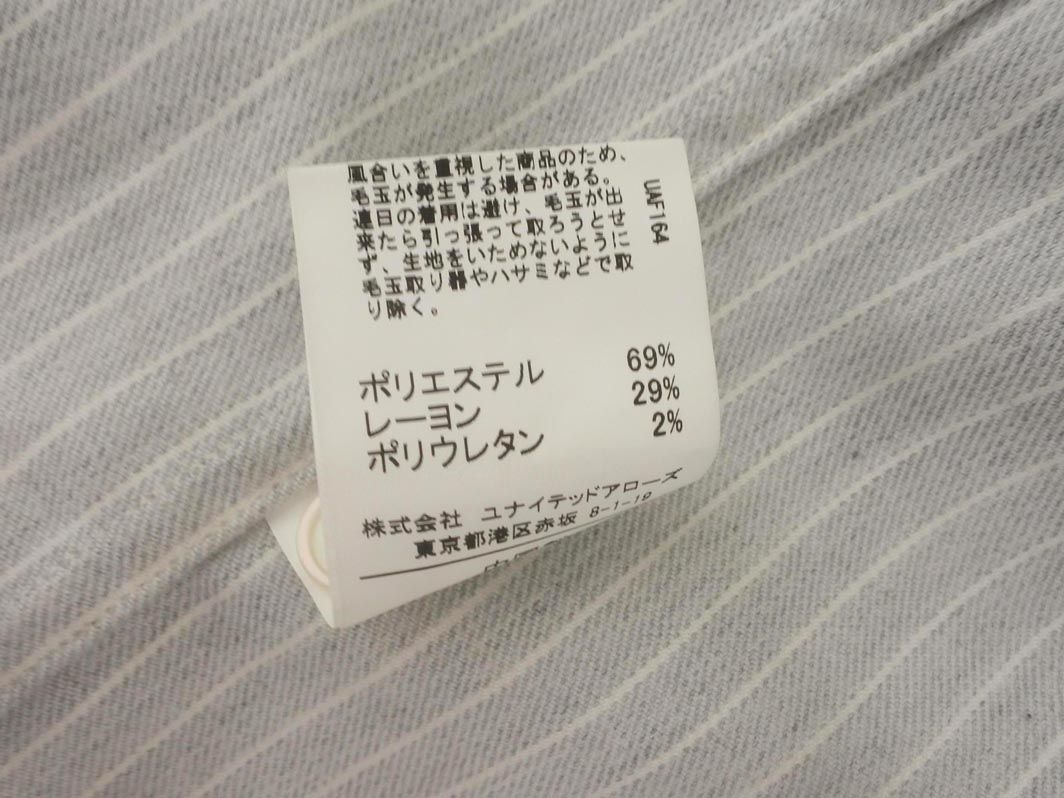 風合いを重視した商品のため、
毛玉が発生する場合がある。
連日の着用は避け、毛玉が出
来たら引っ張って取ろうとせ
ず、生地をいためないように
毛玉取り器やハサミなどで取
り除く。
UAF164
ポリエステル 69%
レーヨン 29%
ポリウレタン 2%
株式会社 ユナイテッドアローズ
東京都港区赤坂 8-1-19